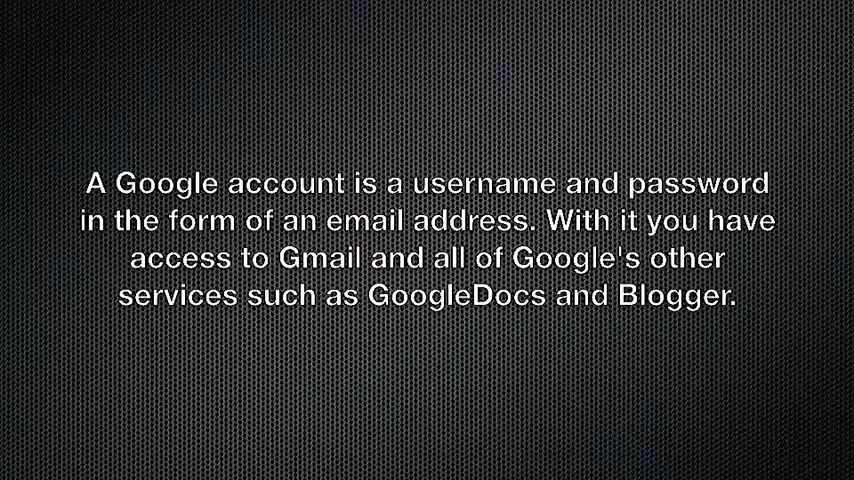 A Google account is a username and password
in the form of an email address. With it you have
access to Gmail and all of Google's other
services such as GoogleDocs and Blogger.